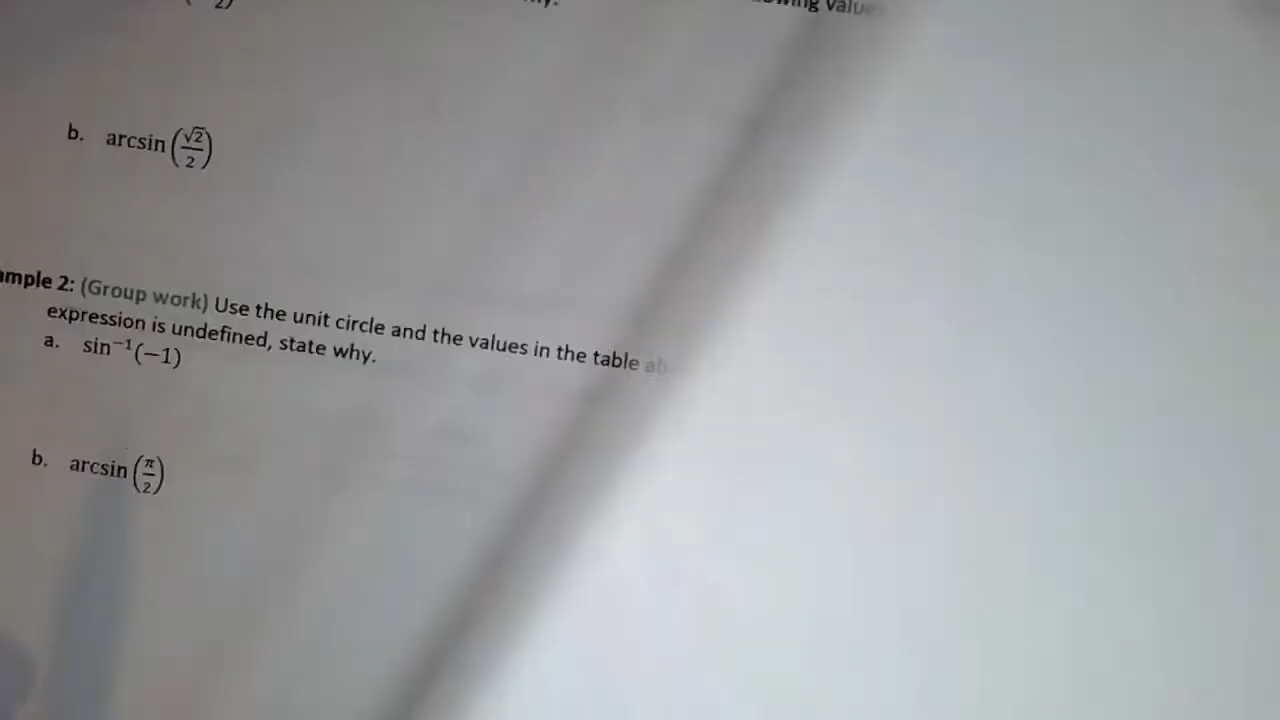 b. arcsin (√2/2)
Example 2: (Group work) Use the unit circle and the values in the table
expression is undefined, state why.
a. sin⁻¹(−1)
b. arcsin (π/2)